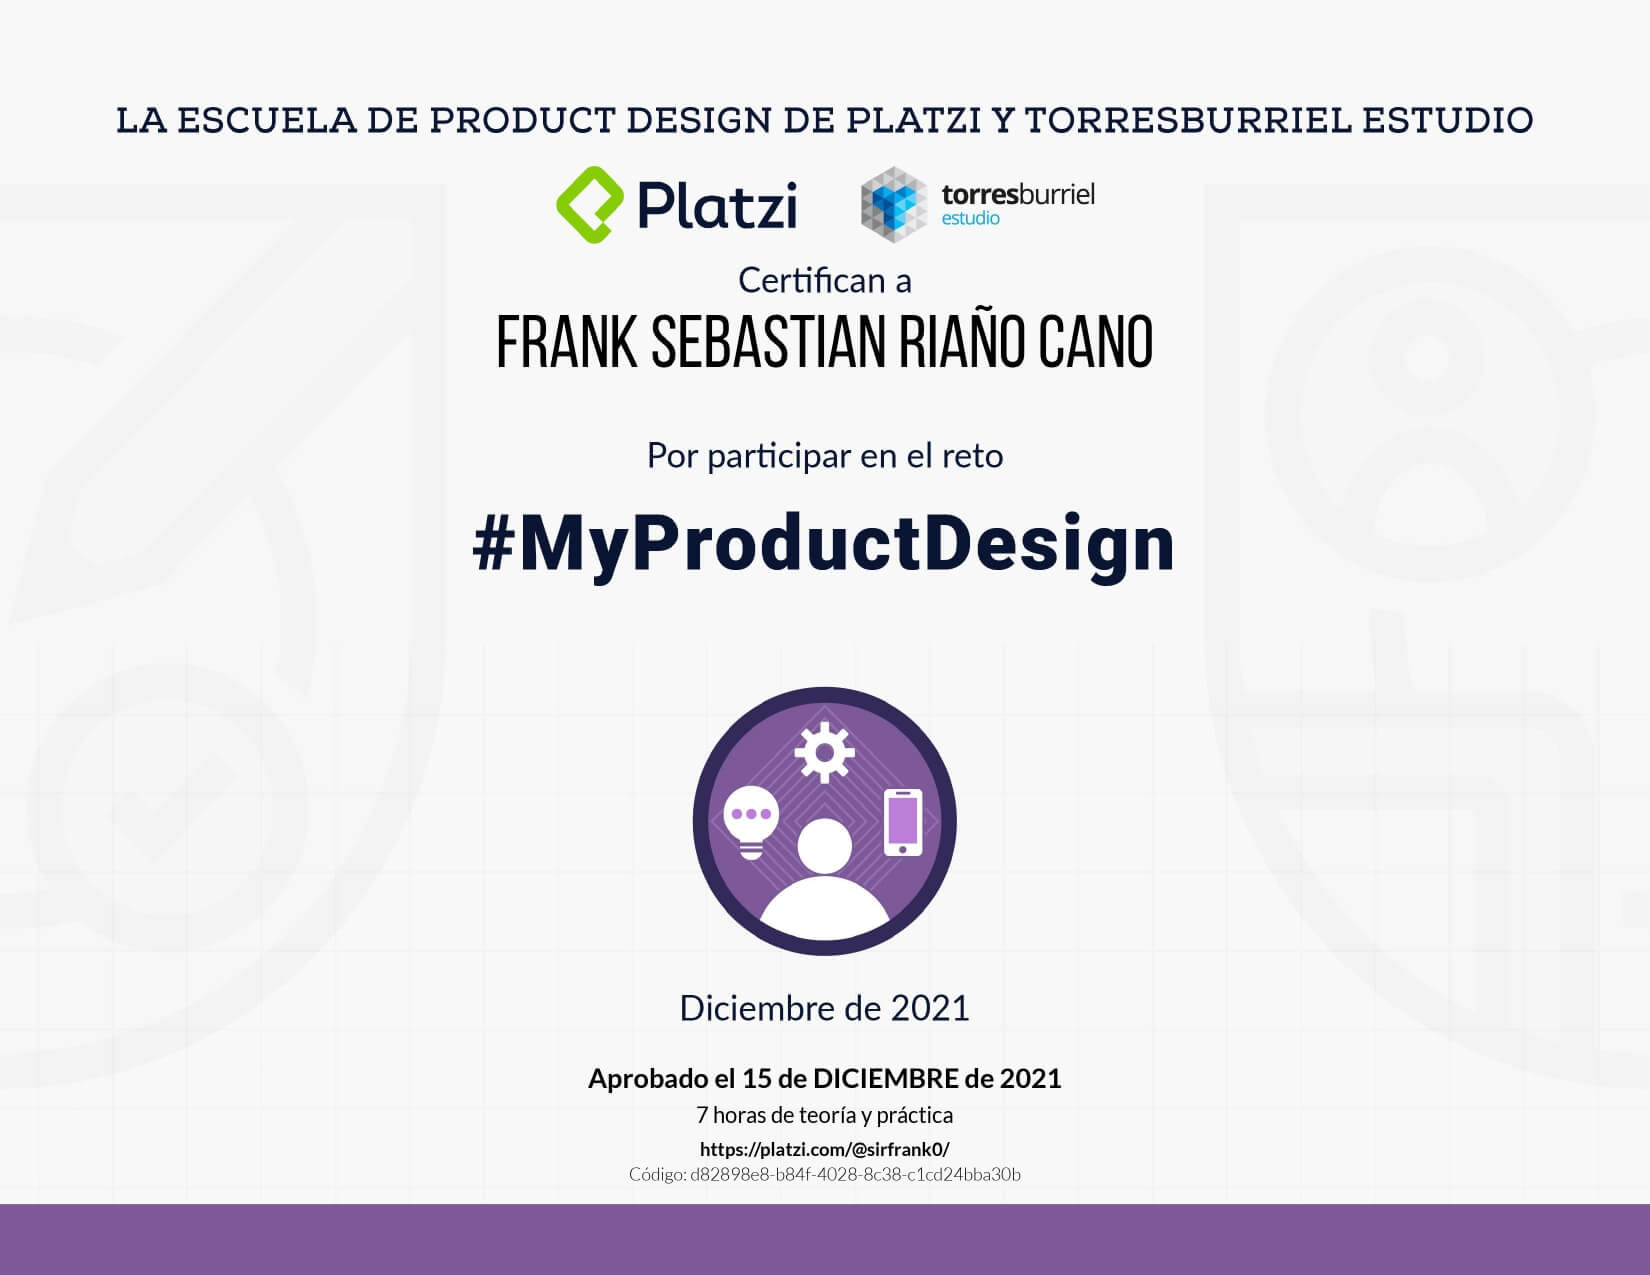 LA ESCUELA DE PRODUCT DESIGN DE PLATZI Y TORRESBURRIEL ESTUDIO
Platzi
torresburriel
estudio
Certifican a
FRANK SEBASTIAN RIAÑO CANO
Por participar en el reto
#MyProductDesign
Diciembre de 2021
Aprobado el 15 de DICIEMBRE de 2021
7 horas de teoría y práctica
https://platzi.com/@sirfrank0/
Código: d82898e8-b84f-4028-8c38-c1cd24bba30b